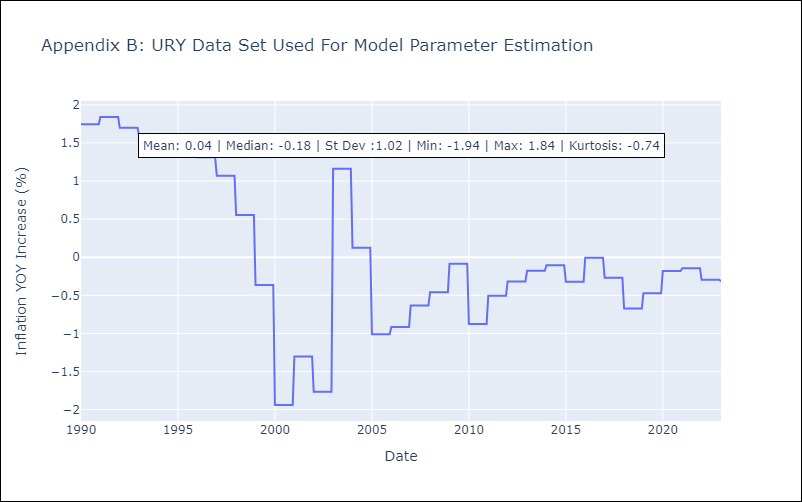 Appendix B: URY Data Set Used For Model Parameter Estimation
2
Mean: 0.04 | Median: -0.18 | St Dev :1.02 | Min: -1.94 | Max: 1.84 | Kurtosis: -0.74
1.5
1
0.5
0
−0.5
−1
−1.5
−2
Inflation YOY Increase (%)
1990 1995 2000 2005 2010 2015 2020
Date